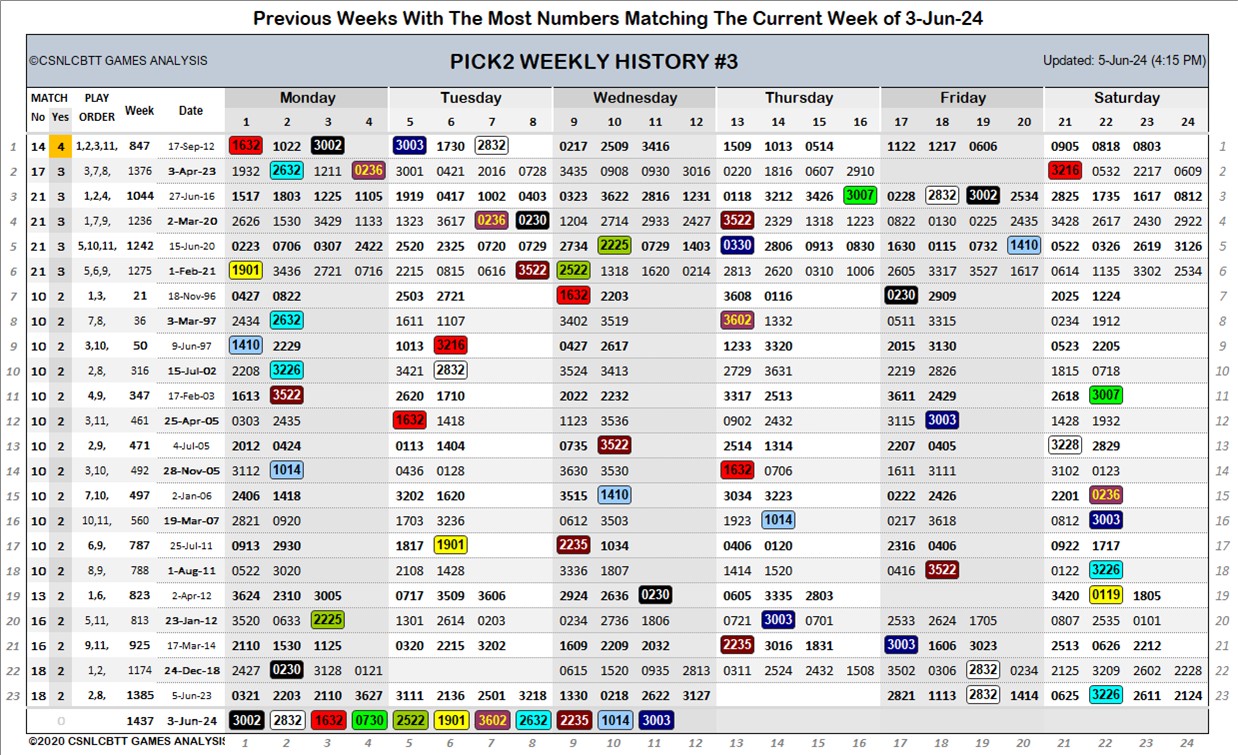 Previous Weeks With The Most Numbers Matching The Current Week of 3-Jun-24
©CSNLCBTT GAMES ANALYSIS PICK2 WEEKLY HISTORY #3 Updated: 5-Jun-24 (4:15 PM)
MATCH PLAY Week Date Monday Tuesday Wednesday Thursday Friday Saturday
No Yes ORDER 1 2 3 4 5 6 7 8 9 10 11 12 13 14 15 16 17 18 19 20 21 22 23 24
1 14 4 1,2,3,11, 847 17-Sep-12 1632 1022 3002 3003 1730 2832 0217 2509 3416 1509 1013 0514 1122 1217 0606 0905 0818 0803 1
2 17 3 3,7,8, 1376 3-Apr-23 1932 2632 1211 0236 3001 0421 2016 0728 3435 0908 0930 3016 0220 1816 0607 2910 3216 0532 2217 0609 2
3 21 3 1,2,4, 1044 27-Jun-16 1517 1803 1225 1105 1919 0417 1002 0403 0323 3622 2816 1231 0118 3212 3426 3007 0228 2832 3002 2534 2825 1735 1617 0812 3
4 21 3 1,7,9, 1236 2-Mar-20 2626 1530 3429 1133 1323 3617 0236 0230 1204 2714 2933 2427 3522 2329 1318 1223 0822 0130 0225 2435 3428 2617 2430 2922 4
5 21 3 5,10,11, 1242 15-Jun-20 0223 0706 0307 2422 2520 2325 0720 0729 2734 2225 0729 1403 0330 2806 0913 0830 1630 0115 0732 1410 0522 0326 2619 3126 5
6 21 3 5,6,9, 1275 1-Feb-21 1901 3436 2721 0716 2215 0815 0616 3522 2522 1318 1620 0214 2813 2620 0310 1006 2605 3317 3527 1617 0614 1135 3302 2534 6
7 10 2 1,3, 21 18-Nov-96 0427 0822 2503 2721 1632 2203 3608 0116 0230 2909 2025 1224 7
8 10 2 7,8, 36 3-Mar-97 2434 2632 1611 1107 3402 3519 3602 1332 0511 3315 0234 1912 8
9 10 2 3,10, 50 9-Jun-97 1410 2229 1013 3216 0427 2617 1233 3320 2015 3130 0523 2205 9
10 10 2 2,8, 316 15-Jul-02 2208 3226 3421 2832 3524 3413 2729 3631 2219 2826 1815 0718 10
11 10 2 4,9, 347 17-Feb-03 1613 3522 2620 1710 2022 2232 3317 2513 3611 2429 2618 3007 11
12 10 2 3,11, 461 25-Apr-05 0303 2435 1632 1418 1123 3536 0902 2432 3115 3003 1428 1932 12
13 10 2 2,9, 471 4-Jul-05 2012 0424 0113 1404 0735 3522 2514 1314 2207 0405 3228 2829 13
14 10 2 3,10, 492 28-Nov-05 3112 1014 0436 0128 3630 3530 1632 0706 1611 3111 3102 0123 14
15 10 2 7,10, 497 2-Jan-06 2406 1418 3202 1620 3515 1410 3034 3223 0222 2426 2201 0236 15
16 10 2 10,11, 560 19-Mar-07 2821 0920 1703 3236 0612 3503 1923 1014 0217 3618 0812 3003 16
17 10 2 6,9, 787 25-Jul-11 0913 2930 1817 1901 2235 1034 0406 0120 2316 0406 0922 1717 17
18 10 2 8,9, 788 1-Aug-11 0522 3020 2108 1428 3336 1807 1414 1520 0416 3522 0122 3226 18
19 13 2 1,6, 823 2-Apr-12 3624 2310 3005 0717 3509 3606 2924 2636 0230 0605 3335 2803 3420 0119 1805 19
20 16 2 5,11, 813 23-Jan-12 3520 0633 2225 1301 2614 0203 0234 2736 1806 0721 3003 0701 2533 2624 1705 0807 2535 0101 20
21 16 2 9,11, 925 17-Mar-14 2110 1530 1125 0320 2215 3202 1609 2209 2032 2235 3016 1831 3003 1606 3023 2513 0626 2212 21
22 18 2 1,2, 1174 24-Dec-18 2427 0230 3128 0121 0615 1520 0935 2813 0311 2524 2432 1508 3502 0306 2832 0234 2125 3209 2602 2228 22
23 18 2 2,8, 1385 5-Jun-23 0321 2203 2110 3627 3111 2136 2501 3218 1330 0218 2622 3127 2821 1113 2832 1414 0625 3226 2611 2124 23
0 1437 3-Jun-24 3002 2832 1632 0730 2522 1901 3602 2632 2235 1014 3003
©2020 CSNLCBTT GAMES ANALYSIS 1 2 3 4 5 6 7 8 9 10 11 12 13 14 15 16 17 18 19 20 21 22 23 24